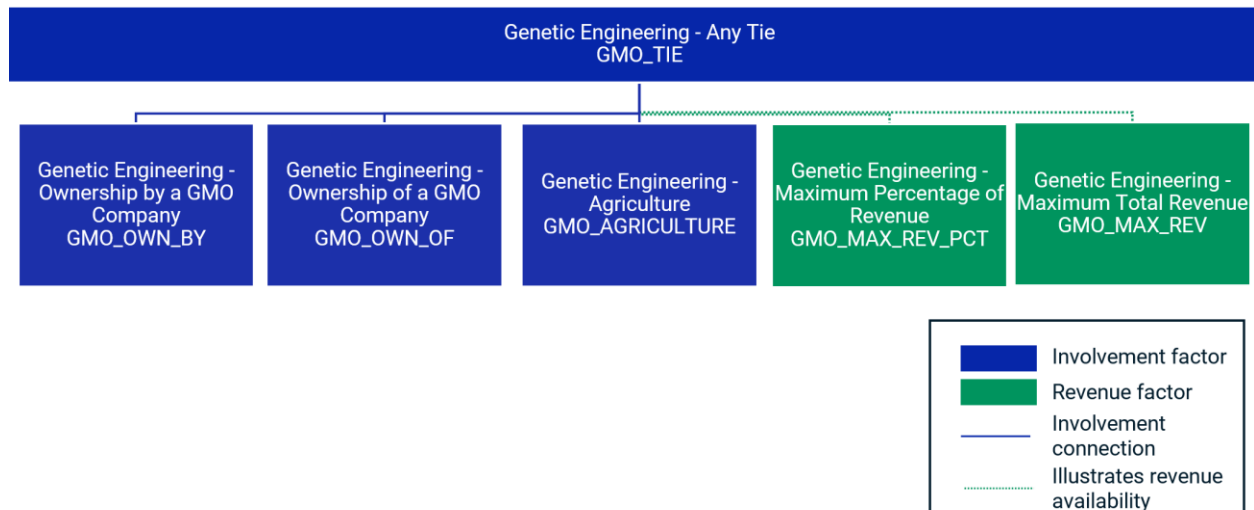 Genetic Engineering - Any Tie
GMO_TIE
Genetic Engineering -
Ownership by a GMO
Company
GMO_OWN_BY
Genetic Engineering -
Ownership of a GMO
Company
GMO_OWN_OF
Genetic Engineering -
Agriculture
GMO_AGRICULTURE
Genetic Engineering -
Maximum Percentage of
Revenue
GMO_MAX_REV_PCT
Genetic Engineering -
Maximum Total Revenue
GMO_MAX_REV
Involvement factor
Revenue factor
Involvement
connection
Illustrates revenue
availability